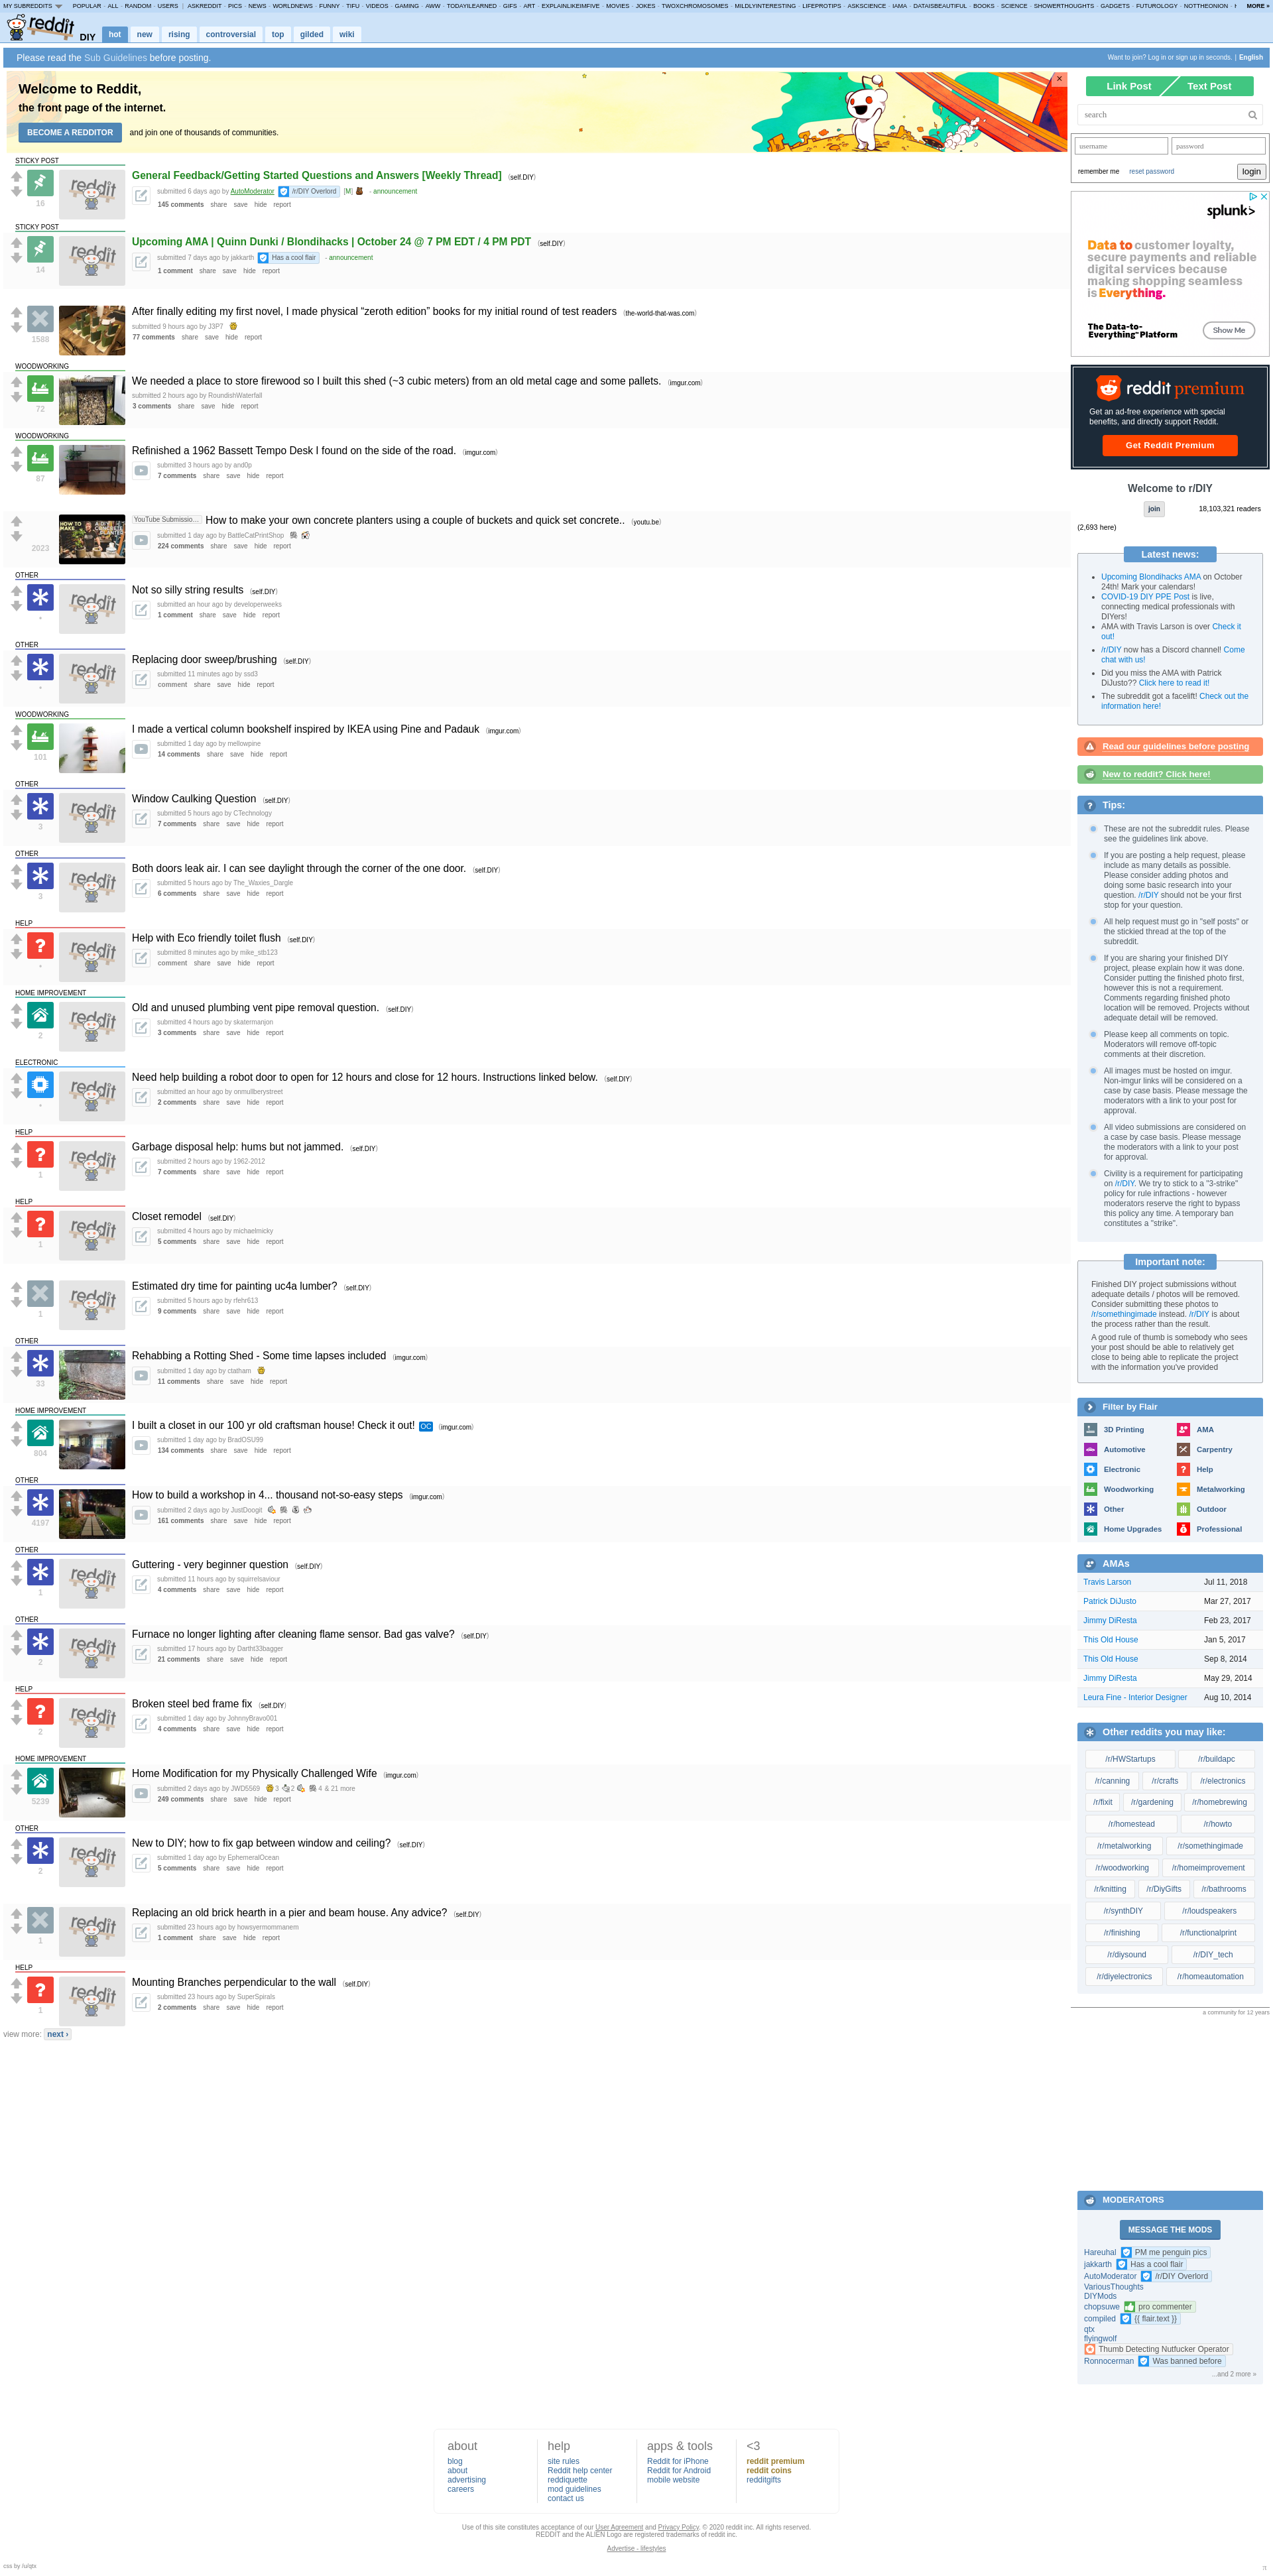 MY SUBREDDITS POPULAR - ALL - RANDOM - USERS | ASKREDDIT - PICS - NEWS - WORLDNEWS - FUNNY - TIFU - VIDEOS - GAMING - AWW - TODAYILEARNED - GIFS - ART - EXPLAINLIKEIMFIVE - MOVIES - JOKES - TWOXCHROMOSOMES - MILDLYINTERESTING - LIFEPROTIPS - ASKSCIENCE - IAMA - DATAISBEAUTIFUL - BOOKS - SCIENCE - SHOWERTHOUGHTS - GADGETS - FUTUROLOGY - NOTTHEONION MORE »
reddit DIY hot new rising controversial top gilded wiki
Please read the Sub Guidelines before posting.
Want to join? Log in or sign up in seconds. | English
Welcome to Reddit,
the front page of the internet.
BECOME A REDDITOR and join one of thousands of communities.
STICKY POST
General Feedback/Getting Started Questions and Answers [Weekly Thread] (self.DIY)
16
submitted 6 days ago by AutoModerator /r/DIY Overlord [M] - announcement
145 comments share save hide report
STICKY POST
Upcoming AMA | Quinn Dunki / Blondihacks | October 24 @ 7 PM EDT / 4 PM PDT (self.DIY)
14
submitted 7 days ago by jakkarth Has a cool flair - announcement
1 comment share save hide report
After finally editing my first novel, I made physical "zeroth edition" books for my initial round of test readers (the-world-that-was.com)
1588
submitted 9 hours ago by J3P7
77 comments share save hide report
WOODWORKING
We needed a place to store firewood so I built this shed (~3 cubic meters) from an old metal cage and some pallets. (imgur.com)
72
submitted 2 hours ago by RoundishWaterfall
3 comments share save hide report
WOODWORKING
Refinished a 1962 Bassett Tempo Desk I found on the side of the road. (imgur.com)
87
submitted 3 hours ago by and0p
7 comments share save hide report
YouTube Submissio... How to make your own concrete planters using a couple of buckets and quick set concrete.. (youtu.be)
2023
submitted 1 day ago by BattleCatPrintShop
224 comments share save hide report
OTHER
Not so silly string results (self.DIY)
•
submitted an hour ago by developerweeks
1 comment share save hide report
OTHER
Replacing door sweep/brushing (self.DIY)
•
submitted 11 minutes ago by ssd3
comment share save hide report
WOODWORKING
I made a vertical column bookshelf inspired by IKEA using Pine and Padauk (imgur.com)
101
submitted 1 day ago by mellowpine
14 comments share save hide report
OTHER
Window Caulking Question (self.DIY)
3
submitted 5 hours ago by CTechnology
7 comments share save hide report
OTHER
Both doors leak air. I can see daylight through the corner of the one door. (self.DIY)
3
submitted 5 hours ago by The_Waxies_Dargle
6 comments share save hide report
HELP
Help with Eco friendly toilet flush (self.DIY)
•
submitted 8 minutes ago by mike_stb123
comment share save hide report
HOME IMPROVEMENT
Old and unused plumbing vent pipe removal question. (self.DIY)
2
submitted 4 hours ago by skatermanjon
3 comments share save hide report
ELECTRONIC
Need help building a robot door to open for 12 hours and close for 12 hours. Instructions linked below. (self.DIY)
•
submitted an hour ago by onmullberystreet
2 comments share save hide report
HELP
Garbage disposal help: hums but not jammed. (self.DIY)
1
submitted 2 hours ago by 1962-2012
7 comments share save hide report
HELP
Closet remodel (self.DIY)
1
submitted 4 hours ago by michaelmicky
5 comments share save hide report
Estimated dry time for painting uc4a lumber? (self.DIY)
1
submitted 5 hours ago by rfehr613
9 comments share save hide report
OTHER
Rehabbing a Rotting Shed - Some time lapses included (imgur.com)
33
submitted 1 day ago by ctatham
11 comments share save hide report
HOME IMPROVEMENT
I built a closet in our 100 yr old craftsman house! Check it out! OC (imgur.com)
804
submitted 1 day ago by BradOSU99
134 comments share save hide report
OTHER
How to build a workshop in 4... thousand not-so-easy steps (imgur.com)
4197
submitted 2 days ago by JustDoogit
161 comments share save hide report
OTHER
Guttering - very beginner question (self.DIY)
1
submitted 11 hours ago by squirrelsaviour
4 comments share save hide report
OTHER
Furnace no longer lighting after cleaning flame sensor. Bad gas valve? (self.DIY)
2
submitted 17 hours ago by Dartht33bagger
21 comments share save hide report
HELP
Broken steel bed frame fix (self.DIY)
2
submitted 1 day ago by JohnnyBravo001
4 comments share save hide report
HOME IMPROVEMENT
Home Modification for my Physically Challenged Wife (imgur.com)
5239
submitted 2 days ago by JWD5569 3 2 4 & 21 more
249 comments share save hide report
OTHER
New to DIY; how to fix gap between window and ceiling? (self.DIY)
2
submitted 1 day ago by EphemeralOcean
5 comments share save hide report
Replacing an old brick hearth in a pier and beam house. Any advice? (self.DIY)
1
submitted 23 hours ago by howsyermommanem
1 comment share save hide report
HELP
Mounting Branches perpendicular to the wall (self.DIY)
1
submitted 23 hours ago by SuperSpirals
2 comments share save hide report
view more: next ›
Link Post Text Post
search
username password
remember me reset password login
splunk>
Data to customer loyalty,
secure payments and reliable
digital services because
making shopping seamless
is Everything.
The Data-to-
Everything™ Platform Show Me
reddit premium
Get an ad-free experience with special
benefits, and directly support Reddit.
Get Reddit Premium
Welcome to r/DIY
join 18,103,321 readers
(2,693 here)
Latest news:
Upcoming Blondihacks AMA on October
24th! Mark your calendars!
COVID-19 DIY PPE Post is live,
connecting medical professionals with
DIYers!
AMA with Travis Larson is over Check it
out!
/r/DIY now has a Discord channel! Come
chat with us!
Did you miss the AMA with Patrick
DiJusto?? Click here to read it!
The subreddit got a facelift! Check out the
information here!
Read our guidelines before posting
New to reddit? Click here!
Tips:
These are not the subreddit rules. Please
see the guidelines link above.
If you are posting a help request, please
include as many details as possible.
Please consider adding photos and
doing some basic research into your
question. /r/DIY should not be your first
stop for your question.
All help request must go in "self posts" or
the stickied thread at the top of the
subreddit.
If you are sharing your finished DIY
project, please explain how it was done.
Consider putting the finished photo first,
however this is not a requirement.
Comments regarding finished photo
location will be removed. Projects without
adequate detail will be removed.
Please keep all comments on topic.
Moderators will remove off-topic
comments at their discretion.
All images must be hosted on imgur.
Non-imgur links will be considered on a
case by case basis. Please message the
moderators with a link to your post for
approval.
All video submissions are considered on
a case by case basis. Please message
the moderators with a link to your post
for approval.
Civility is a requirement for participating
on /r/DIY. We try to stick to a "3-strike"
policy for rule infractions - however
moderators reserve the right to bypass
this policy any time. A temporary ban
constitutes a "strike".
Important note:
Finished DIY project submissions without
adequate details / photos will be removed.
Consider submitting these photos to
/r/somethingimade instead. /r/DIY is about
the process rather than the result.
A good rule of thumb is somebody who sees
your post should be able to relatively get
close to being able to replicate the project
with the information you've provided
Filter by Flair
3D Printing AMA
Automotive Carpentry
Electronic Help
Woodworking Metalworking
Other Outdoor
Home Upgrades Professional
AMAs
Travis Larson Jul 11, 2018
Patrick DiJusto Mar 27, 2017
Jimmy DiResta Feb 23, 2017
This Old House Jan 5, 2017
This Old House Sep 8, 2014
Jimmy DiResta May 29, 2014
Leura Fine - Interior Designer Aug 10, 2014
Other reddits you may like:
/r/HWStartups /r/buildapc
/r/canning /r/crafts /r/electronics
/r/fixit /r/gardening /r/homebrewing
/r/homestead /r/howto
/r/metalworking /r/somethingimade
/r/woodworking /r/homeimprovement
/r/knitting /r/DiyGifts /r/bathrooms
/r/synthDIY /r/loudspeakers
/r/finishing /r/functionalprint
/r/diysound /r/DIY_tech
/r/diyelectronics /r/homeautomation
a community for 12 years
MODERATORS
MESSAGE THE MODS
Hareuhal PM me penguin pics
jakkarth Has a cool flair
AutoModerator /r/DIY Overlord
VariousThoughts
DIYMods
chopsuwe pro commenter
compiled {{ flair.text }}
qtx
flyingwolf
Thumb Detecting Nutfucker Operator
Ronnocerman Was banned before
...and 2 more »
about help apps & tools <3
blog site rules Reddit for iPhone reddit premium
about Reddit help center Reddit for Android reddit coins
advertising reddiquette mobile website redditgifts
careers mod guidelines
contact us
Use of this site constitutes acceptance of our User Agreement and Privacy Policy. © 2020 reddit inc. All rights reserved.
REDDIT and the ALIEN Logo are registered trademarks of reddit inc.
Advertise - lifestyles
css by /u/qtx π